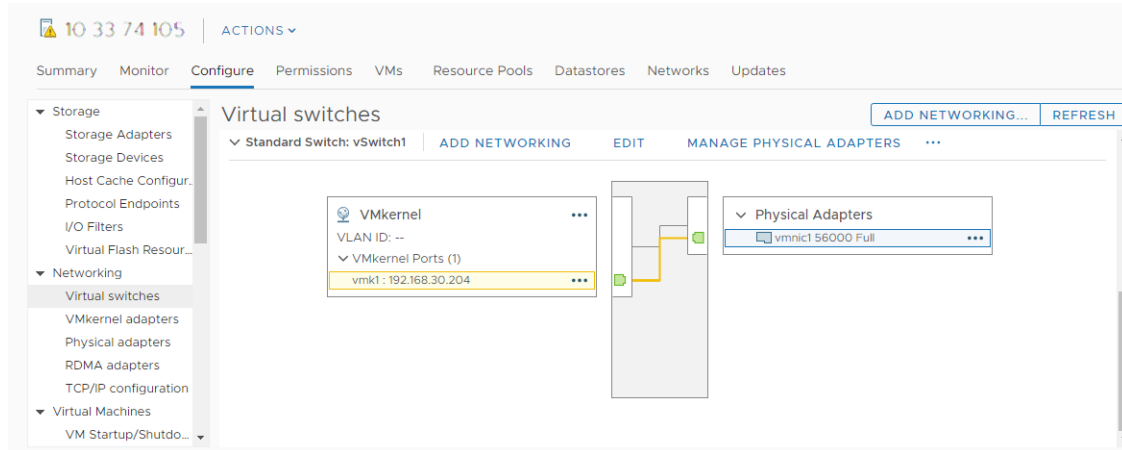 10 33 74 105 ACTIONS
Summary Monitor Configure Permissions VMs Resource Pools Datastores Networks Updates
Storage
Storage Adapters
Storage Devices
Host Cache Configur..
Protocol Endpoints
I/O Filters
Virtual Flash Resour...
Networking
Virtual switches
VMkernel adapters
Physical adapters
RDMA adapters
TCP/IP configuration
Virtual Machines
VM Startup/Shutdo...
Virtual switches
ADD NETWORKING... REFRESH
Standard Switch: vSwitch1 ADD NETWORKING EDIT MANAGE PHYSICAL ADAPTERS ...
VMkernel ...
VLAN ID: --
VMkernel Ports (1)
vmk1 : 192.168.30.204 ...
Physical Adapters
vmnic1 56000 Full ...